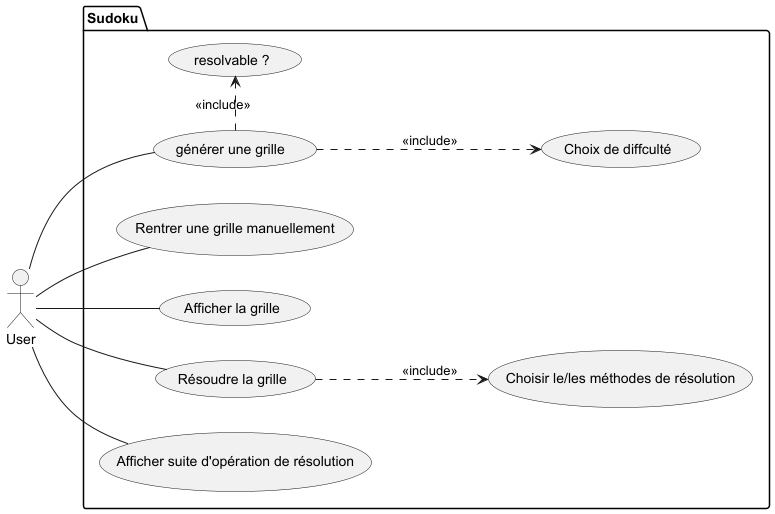 Sudoku
resolvable ?
«include»
générer une grille
«include»
Choix de diffculté
Rentrer une grille manuellement
Afficher la grille
User
Résoudre la grille
«include»
Choisir le/les méthodes de résolution
Afficher suite d'opération de résolution